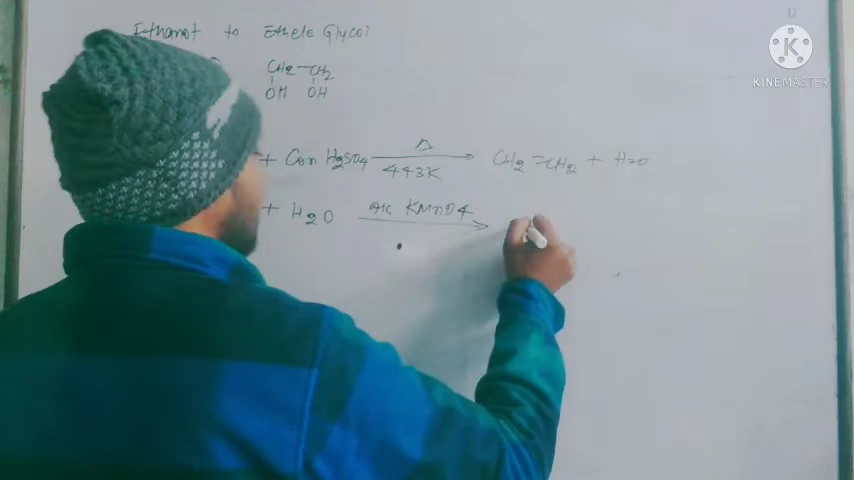 Ethanol to Ethele Glycol
CH2-CH2
OH OH
+ Con H2SO4 Δ 443K CH2=CH2 + H2O
+ H2O alc KMnO4
K
KINEMASTER